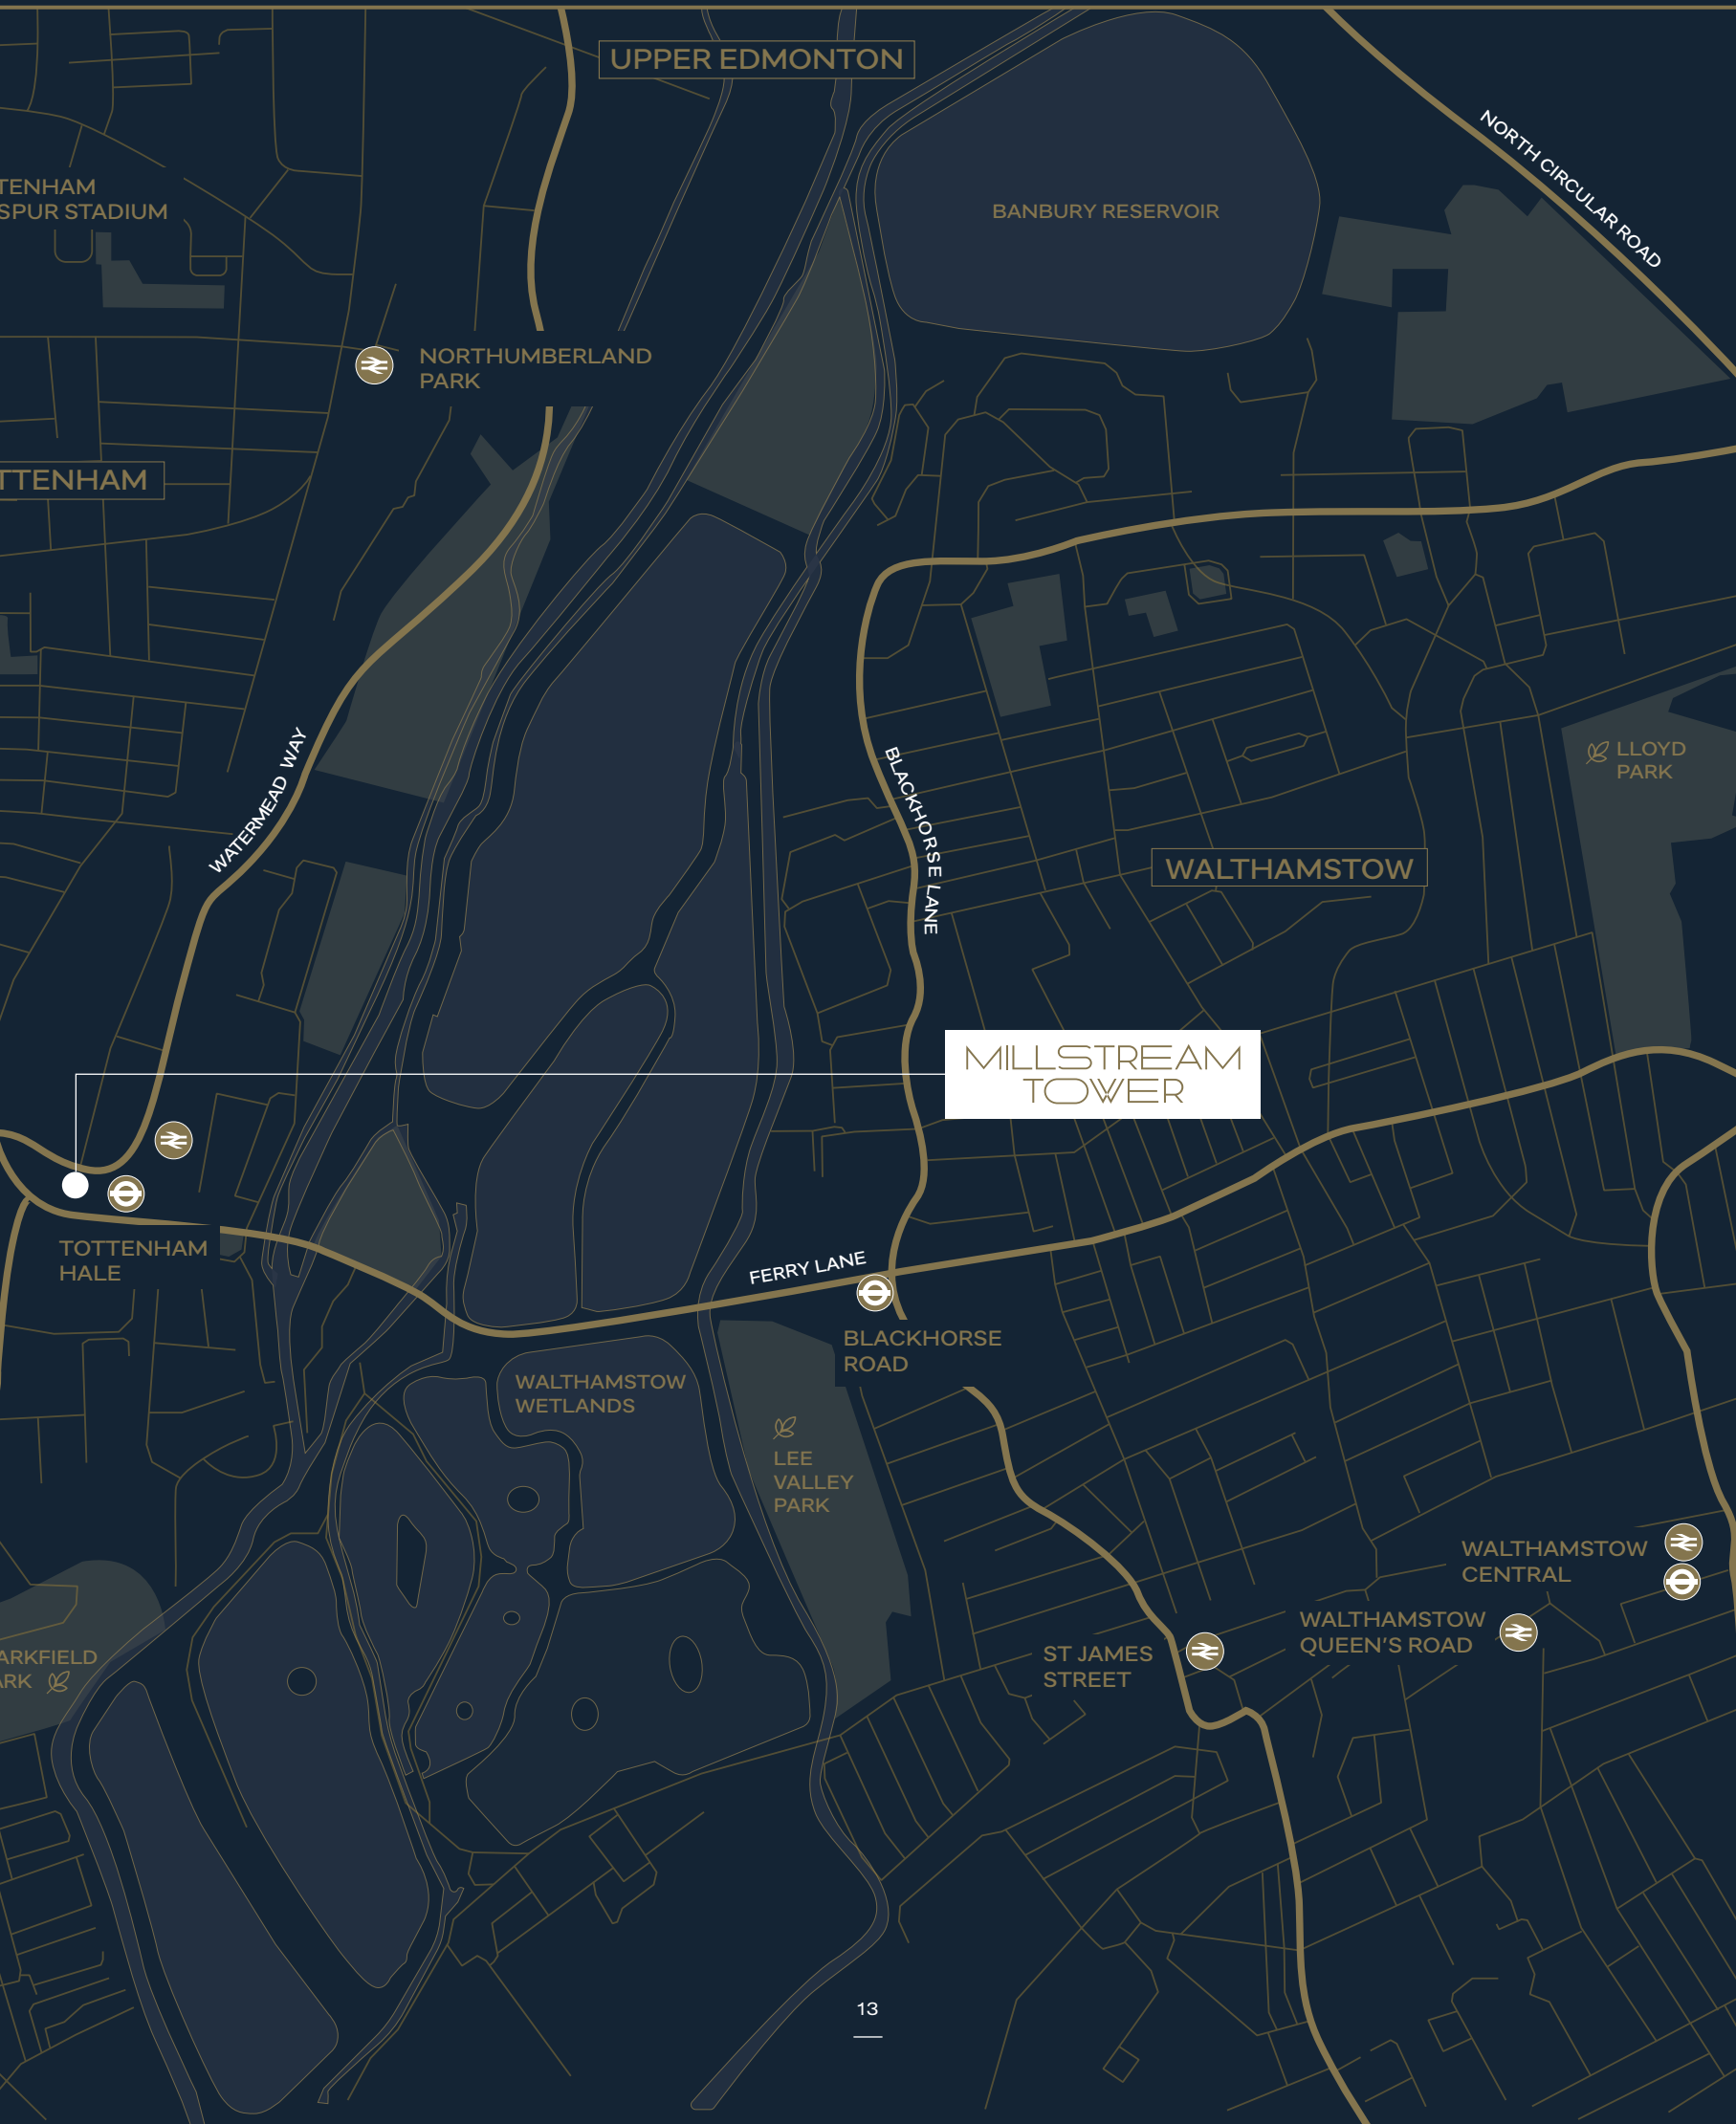 UPPER EDMONTON
NORTH CIRCULAR ROAD
TENHAM
SPUR STADIUM
BANBURY RESERVOIR
NORTHUMBERLAND
PARK
TTENHAM
WATERMEAD WAY
BLACKHORSE LANE
LLOYD
PARK
WALTHAMSTOW
MILLSTREAM
TOWER
TOTTENHAM
HALE
FERRY LANE
BLACKHORSE
ROAD
WALTHAMSTOW
WETLANDS
LEE
VALLEY
PARK
WALTHAMSTOW
CENTRAL
WALTHAMSTOW
QUEEN'S ROAD
ST JAMES
STREET
ARKFIELD
ARK
13